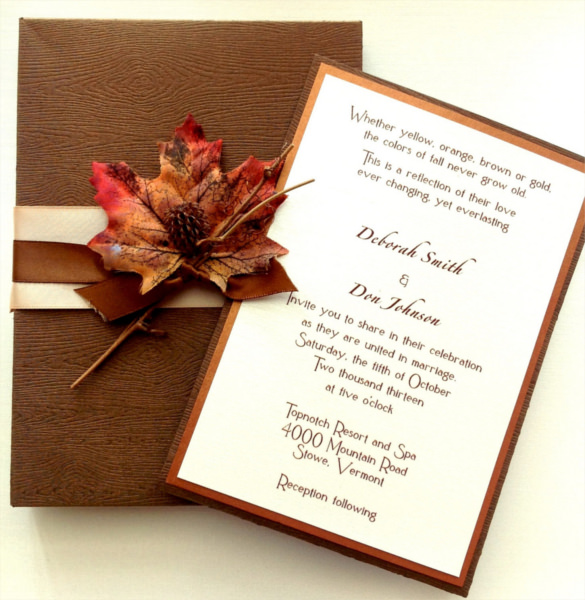 Whether yellow, orange, brown or gold,
the colors of fall never grow old.
This is a reflection of their love
ever changing, yet everlasting
Deborah Smith
&
Don Johnson
Invite you to share in their celebration
as they are united in marriage.
Saturday, the fifth of October
Two thousand thirteen
at five o'clock
Topnotch Resort and Spa
4000 Mountain Road
Stowe, Vermont
Reception following